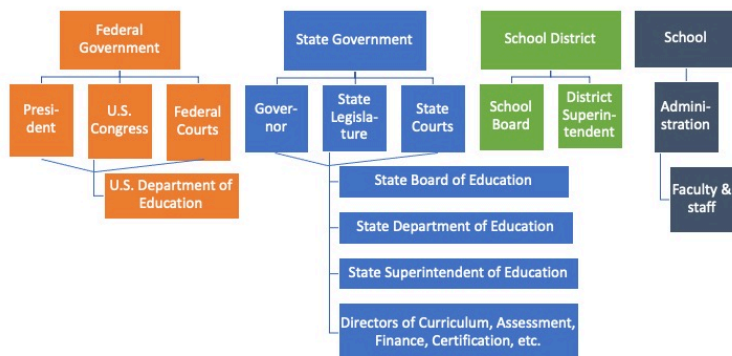 Federal
Government
State Government
School District
School
Presi-
dent
U.S.
Congress
Federal
Courts
Gover-
nor
State
Legisla-
ture
State
Courts
School
Board
District
Superin-
tendent
Admini-
stration
U.S. Department of
Education
State Board of Education
Faculty &
staff
State Department of Education
State Superintendent of Education
Directors of Curriculum, Assessment,
Finance, Certification, etc.